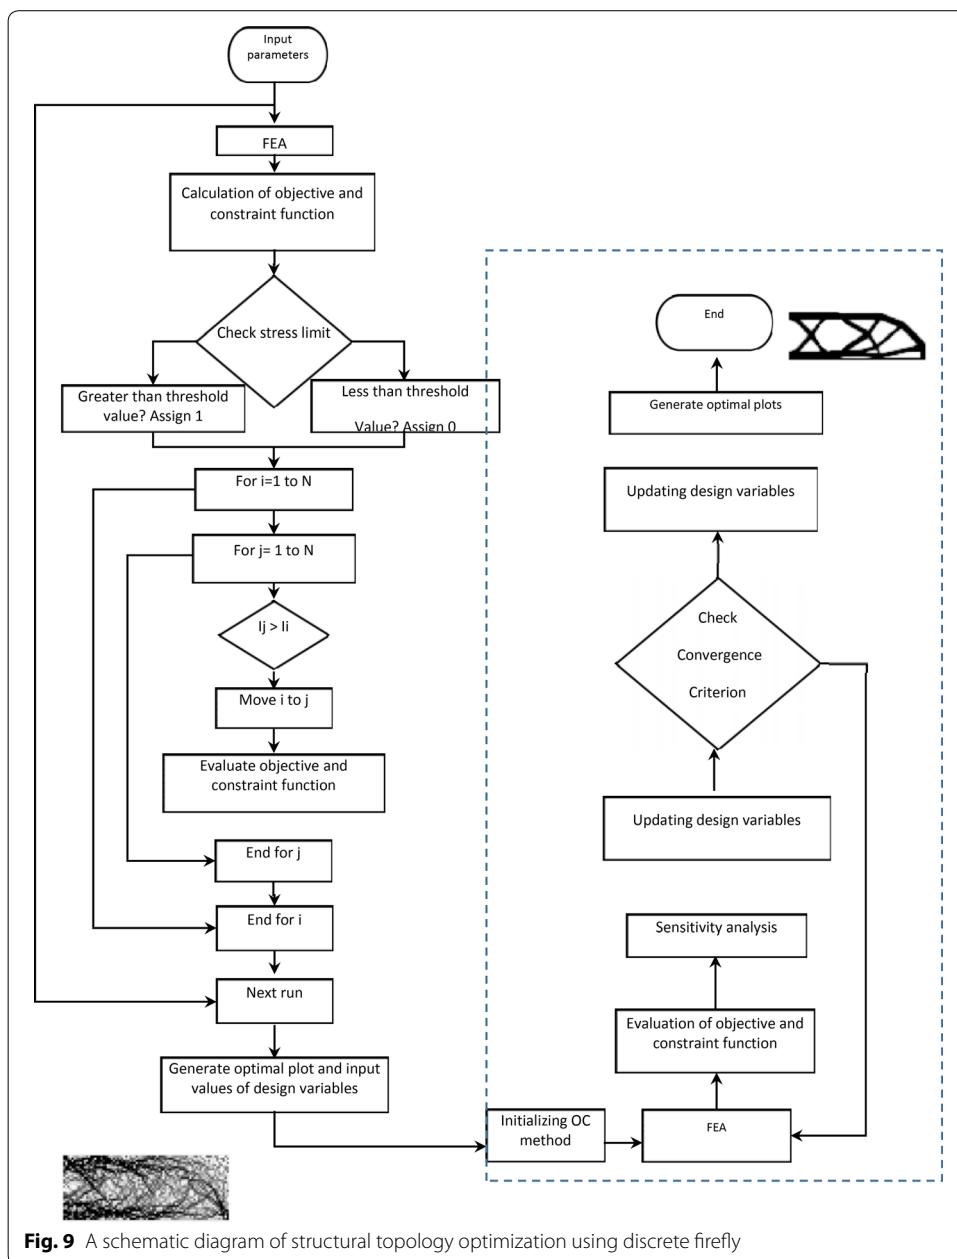 Input
parameters
FEA
Calculation of objective and
constraint function
Check stress limit
Greater than threshold
value? Assign 1
Less than threshold
Value? Assign 0
For i=1 to N
For j= 1 to N
Ij > Ii
Move i to j
Evaluate objective and
constraint function
End for j
End for i
Next run
Generate optimal plot and input
values of design variables
Initializing OC
method
FEA
Evaluation of objective and
constraint function
Sensitivity analysis
Updating design variables
Check
Convergence
Criterion
Updating design variables
Generate optimal plots
End
Fig. 9 A schematic diagram of structural topology optimization using discrete firefly